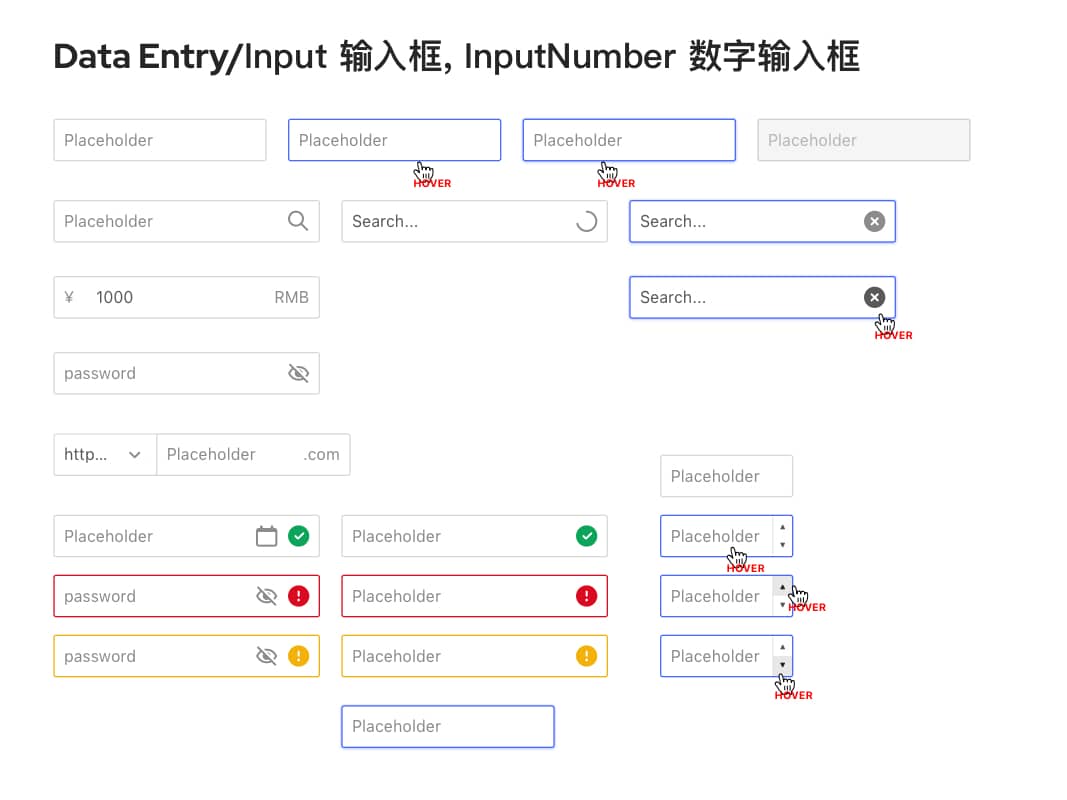 Data Entry/Input 输入框, InputNumber 数字输入框
Placeholder Placeholder Placeholder Placeholder
HOVER HOVER
Placeholder Search... Search...
¥ 1000 RMB Search...
HOVER
password
http... Placeholder .com
Placeholder
Placeholder Placeholder Placeholder
HOVER
password Placeholder Placeholder
HOVER
password Placeholder Placeholder
HOVER
Placeholder